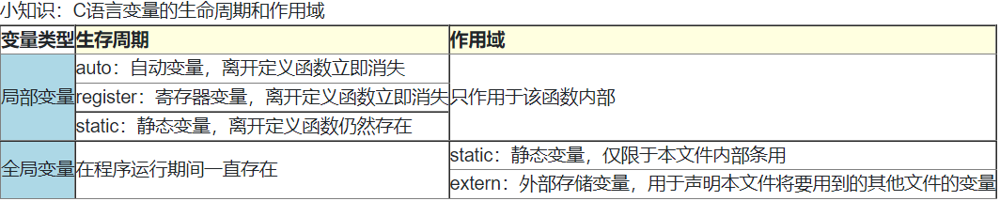 小知识：C语言变量的生命周期和作用域
变量类型 生存周期 作用域
局部变量
auto：自动变量，离开定义函数立即消失
register：寄存器变量，离开定义函数立即消失
static：静态变量，离开定义函数仍然存在
只作用于该函数内部
全局变量
在程序运行期间一直存在
static：静态变量，仅限于本文件内部条用
extern：外部存储变量，用于声明本文件将要用到的其他文件的变量